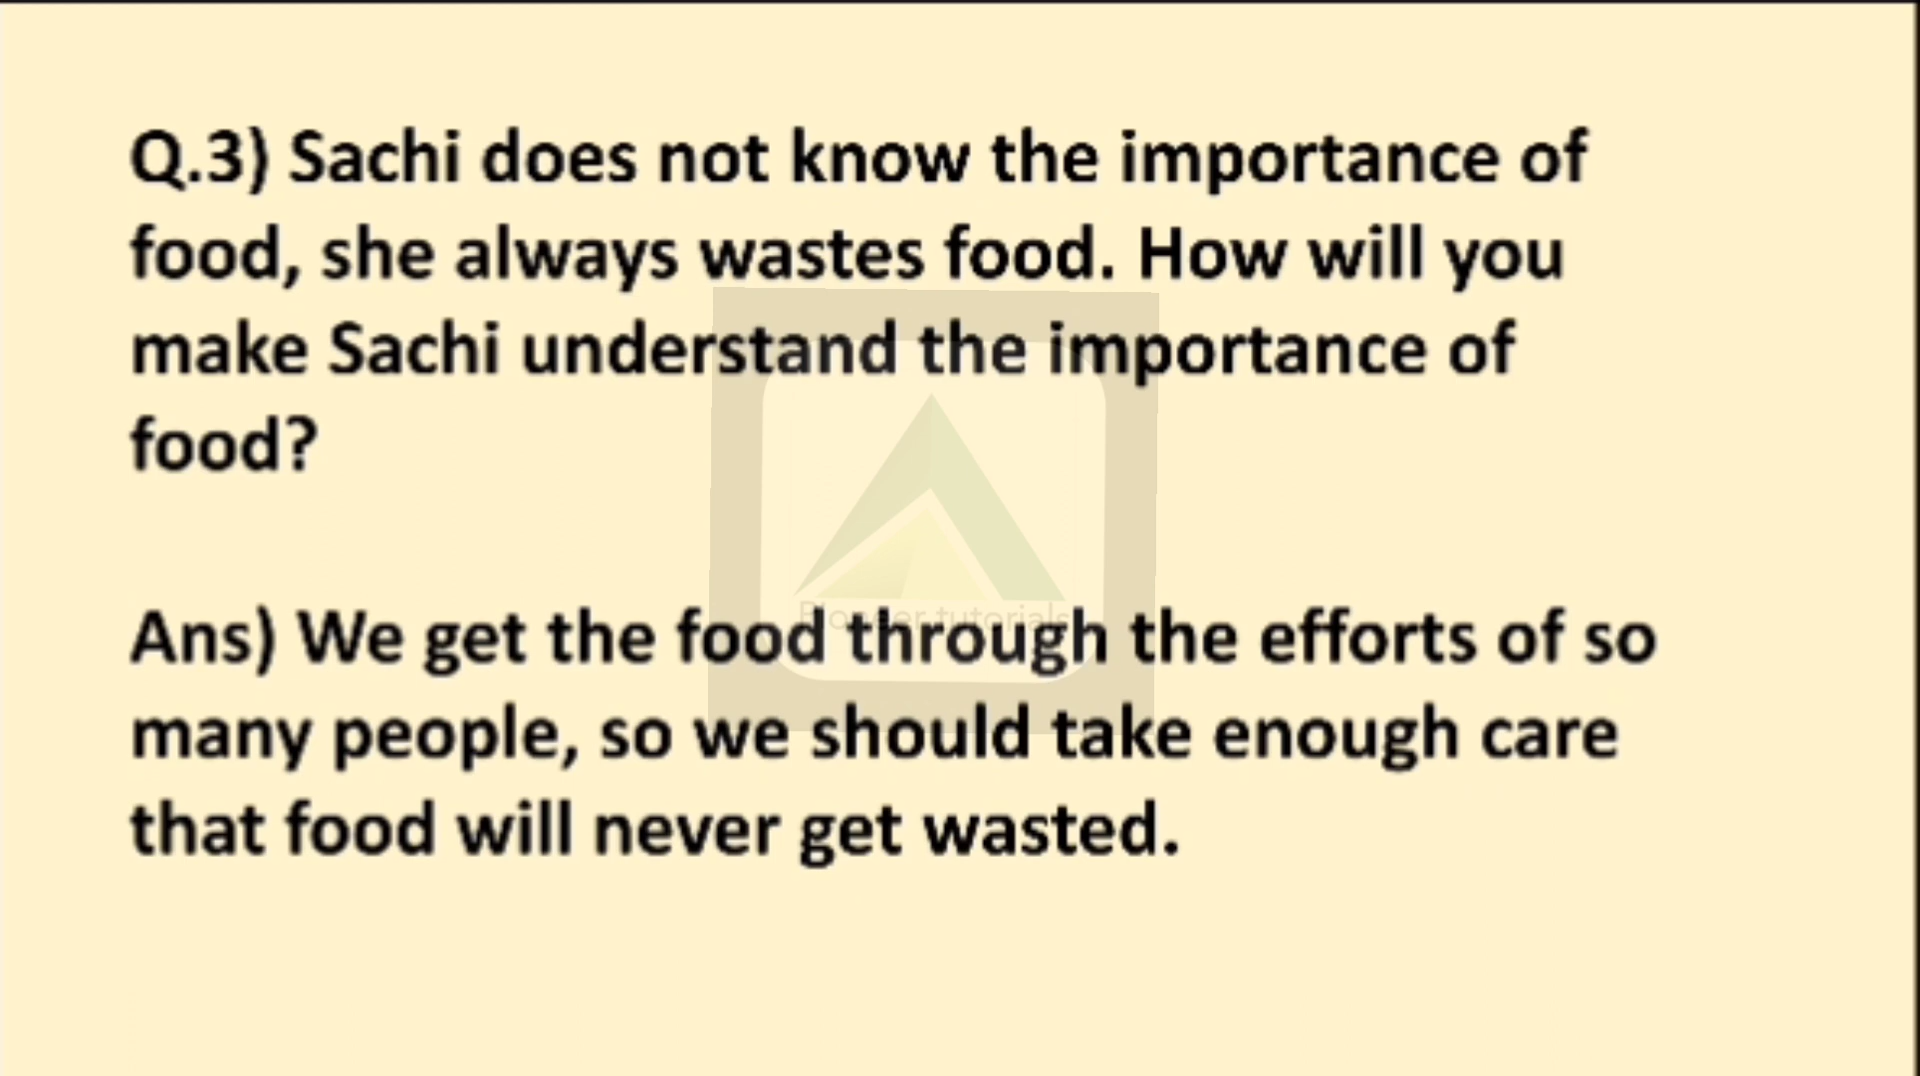 Q.3) Sachi does not know the importance of
food, she always wastes food. How will you
make Sachi understand the importance of
food?
Pioneer tutorials
Ans) We get the food through the efforts of so
many people, so we should take enough care
that food will never get wasted.